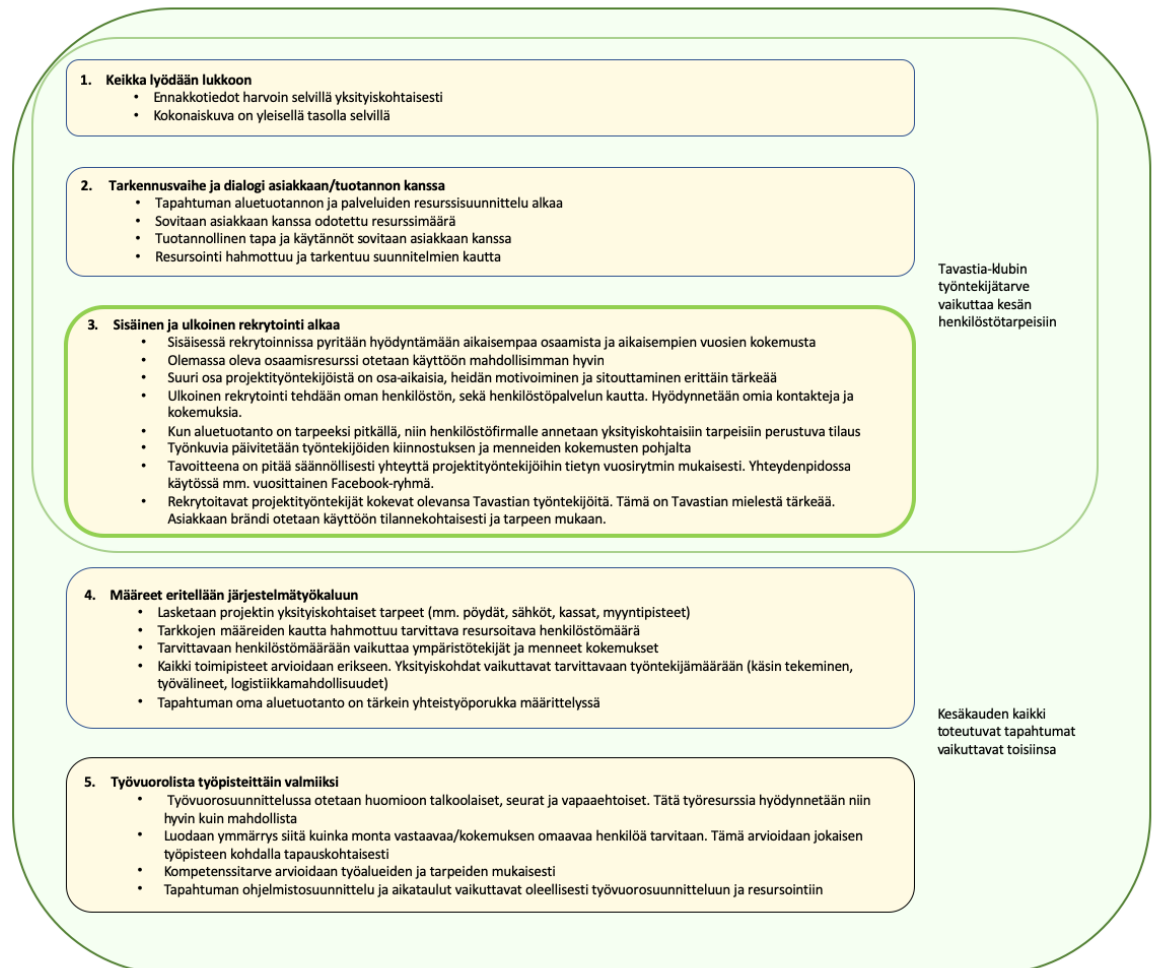 1. Keikka lyödään lukkoon
• Ennakkotiedot harvoin selvillä yksityiskohtaisesti
• Kokonaiskuva on yleisellä tasolla selvillä
2. Tarkennusvaihe ja dialogi asiakkaan/tuotannon kanssa
• Tapahtuman aluetuotannon ja palveluiden resurssisuunnittelu alkaa
• Sovitaan asiakkaan kanssa odotettu resurssimäärä
• Tuotannollinen tapa ja käytännöt sovitaan asiakkaan kanssa
• Resursointi hahmottuu ja tarkentuu suunnitelmien kautta
Tavastia-klubin
työntekijätarve
vaikuttaa kesän
henkilöstötarpeisiin
3. Sisäinen ja ulkoinen rekrytointi alkaa
• Sisäisessä rekrytoinnissa pyritään hyödyntämään aikaisempaa osaamista ja aikaisempien vuosien kokemusta
• Olemassa oleva osaamisresurssi otetaan käyttöön mahdollisimman hyvin
• Suuri osa projektityöntekijöistä on osa-aikaisia, heidän motivoiminen ja sitouttaminen erittäin tärkeää
• Ulkoinen rekrytointi tehdään oman henkilöstön, sekä henkilöstöpalvelun kautta. Hyödynnetään omia kontakteja ja
kokemuksia.
• Kun aluetuotanto on tarpeeksi pitkällä, niin henkilöstöfirmalle annetaan yksityiskohtaisiin tarpeisiin perustuva tilaus
• Työnkuvia päivitetään työntekijöiden kiinnostuksen ja menneiden kokemusten pohjalta
• Tavoitteena on pitää säännöllisesti yhteyttä projektityöntekijöihin tietyn vuosirytmin mukaisesti. Yhteydenpidossa
käytössä mm. vuosittainen Facebook-ryhmä.
• Rekrytoitavat projektityöntekijät kokevat olevansa Tavastian työntekijöitä. Tämä on Tavastian mielestä tärkeää.
Asiakkaan brändi otetaan käyttöön tilannekohtaisesti ja tarpeen mukaan.
4. Määreet eritellään järjestelmätyökaluun
• Lasketaan projektin yksityiskohtaiset tarpeet (mm. pöydät, sähköt, kassat, myyntipisteet)
• Tarkkojen määreiden kautta hahmottuu tarvittava resursoitava henkilöstömäärä
• Tarvittavaan henkilöstömäärään vaikuttaa ympäristötekijät ja menneet kokemukset
• Kaikki toimipisteet arvioidaan erikseen. Yksityiskohdat vaikuttavat tarvittavaan työntekijämäärään (käsin tekeminen,
työvälineet, logistiikkamahdollisuudet)
• Tapahtuman oma aluetuotanto on tärkein yhteistyöporukka määrittelyssä
Kesäkauden kaikki
toteutuvat tapahtumat
vaikuttavat toisiinsa
5. Työvuorolista työpisteittäin valmiiksi
• Työvuorosuunnittelussa otetaan huomioon talkoolaiset, seurat ja vapaaehtoiset. Tätä työresurssia hyödynnetään niin
hyvin kuin mahdollista
• Luodaan ymmärrys siitä kuinka monta vastaavaa/kokemuksen omaavaa henkilöä tarvitaan. Tämä arvioidaan jokaisen
työpisteen kohdalla tapauskohtaisesti
• Kompetenssitarve arvioidaan työalueiden ja tarpeiden mukaisesti
• Tapahtuman ohjelmistosuunnittelu ja aikataulut vaikuttavat oleellisesti työvuorosuunnitteluun ja resursointiin